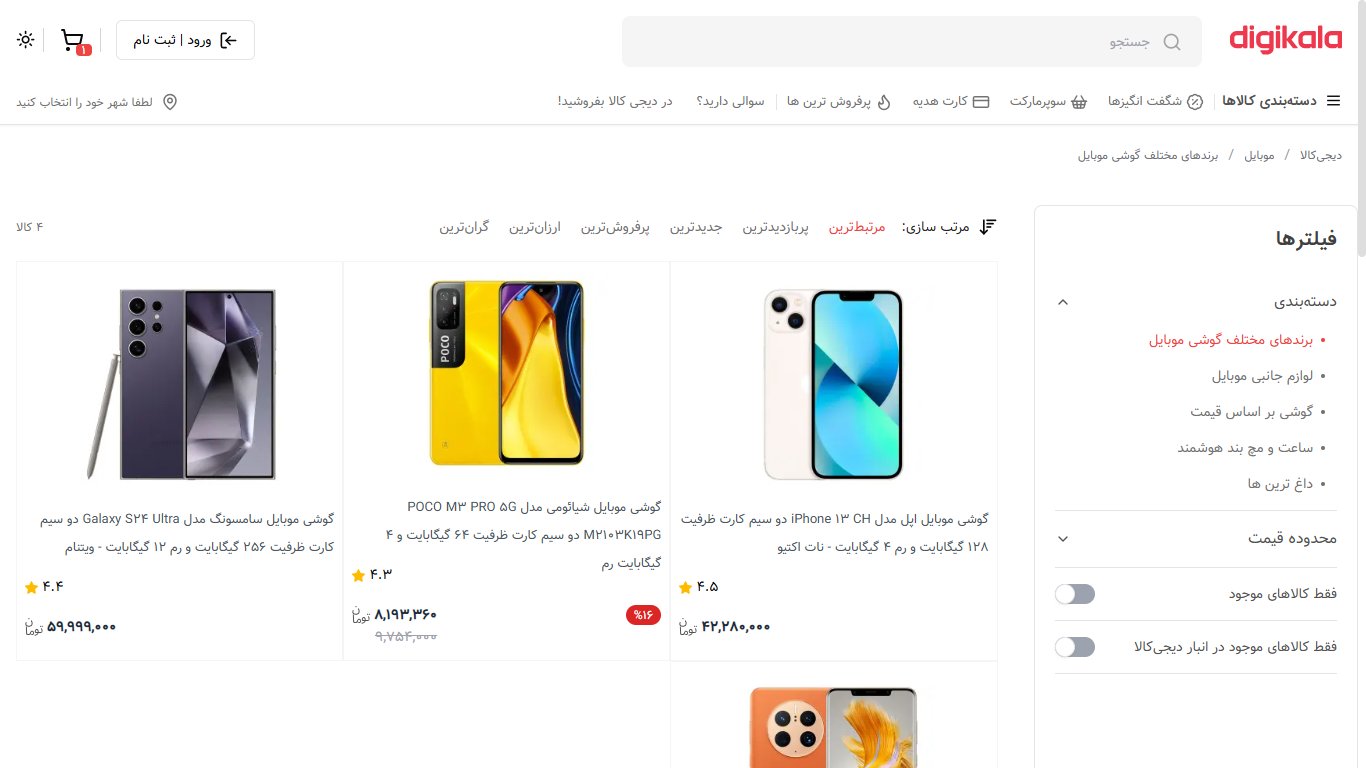 digikala
جستجو
ورود | ثبت نام
۱
دسته‌بندی کالاها
شگفت انگیزها
سوپرمارکت
کارت هدیه
پرفروش ترین ها
سوالی دارید؟
در دیجی کالا بفروشید!
لطفا شهر خود را انتخاب کنید
دیجی‌کالا / موبایل / برندهای مختلف گوشی موبایل
فیلترها
دسته‌بندی
برندهای مختلف گوشی موبایل
لوازم جانبی موبایل
گوشی بر اساس قیمت
ساعت و مچ بند هوشمند
داغ ترین ها
محدوده قیمت
فقط کالاهای موجود
فقط کالاهای موجود در انبار دیجی‌کالا
مرتب سازی:
مرتبط‌ترین
پربازدیدترین
جدیدترین
پرفروش‌ترین
ارزان‌ترین
گران‌ترین
۴ کالا
گوشی موبایل اپل مدل iPhone ۱۳ CH دو سیم کارت ظرفیت
۱۲۸ گیگابایت و رم ۴ گیگابایت - نات اکتیو
۴.۵
۴۲,۲۸۰,۰۰۰ تومان
POCO
گوشی موبایل شیائومی مدل POCO M۳ PRO ۵G
M۲۱۰۳K۱۹PG دو سیم کارت ظرفیت ۶۴ گیگابایت و ۴
گیگابایت رم
۴.۳
%۱۶
۸,۱۹۳,۳۶۰ تومان
۹,۷۵۴,۰۰۰
گوشی موبایل سامسونگ مدل Galaxy S۲۴ Ultra دو سیم
کارت ظرفیت ۲۵۶ گیگابایت و رم ۱۲ گیگابایت - ویتنام
۴.۴
۵۹,۹۹۹,۰۰۰ تومان